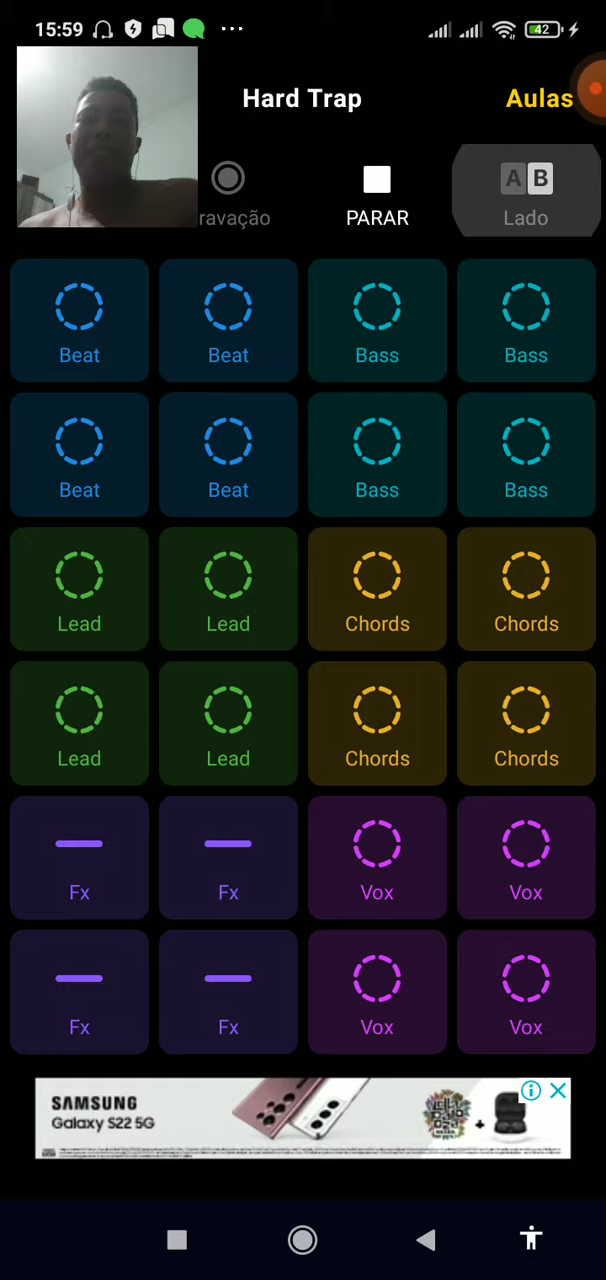 15:59
42
Hard Trap
Aulas
ravação
PARAR
A B
Lado
Beat Beat Bass Bass
Beat Beat Bass Bass
Lead Lead Chords Chords
Lead Lead Chords Chords
Fx Fx Vox Vox
Fx Fx Vox Vox
SAMSUNG
Galaxy S22 5G
+